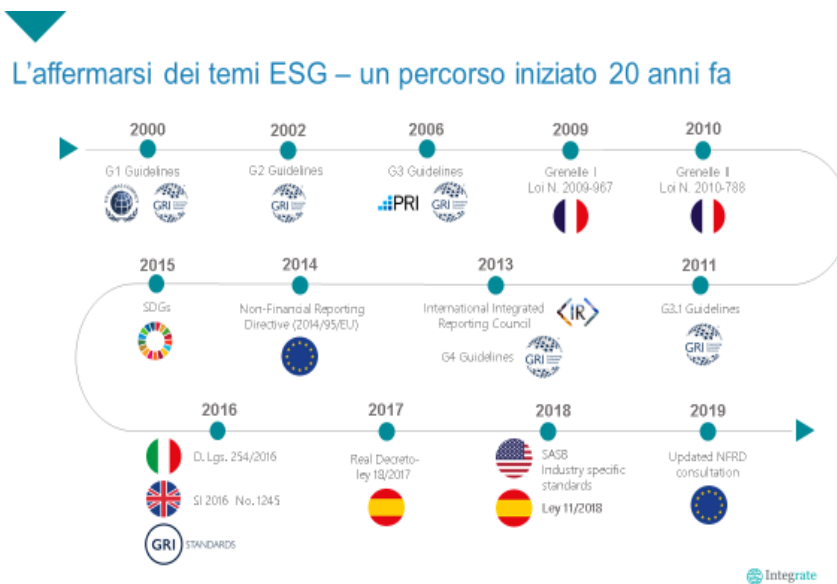 L'affermarsi dei temi ESG – un percorso iniziato 20 anni fa
2000
G1 Guidelines
GRI
2002
G2 Guidelines
GRI
2006
G3 Guidelines
PRI
GRI
2009
Grenelle I
Loi N. 2009-967
2010
Grenelle II
Loi N. 2010-788
2015
SDGs
2014
Non-Financial Reporting
Directive (2014/95/EU)
2013
International Integrated
Reporting Council
<IR>
G4 Guidelines
GRI
2011
G3.1 Guidelines
GRI
2016
D. Lgs. 254/2016
SI 2016 No. 1245
GRI STANDARDS
2017
Real Decreto-
ley 18/2017
2018
SASB
Industry specific
standards
Ley 11/2018
2019
Updated NFRD
consultation
Integrate